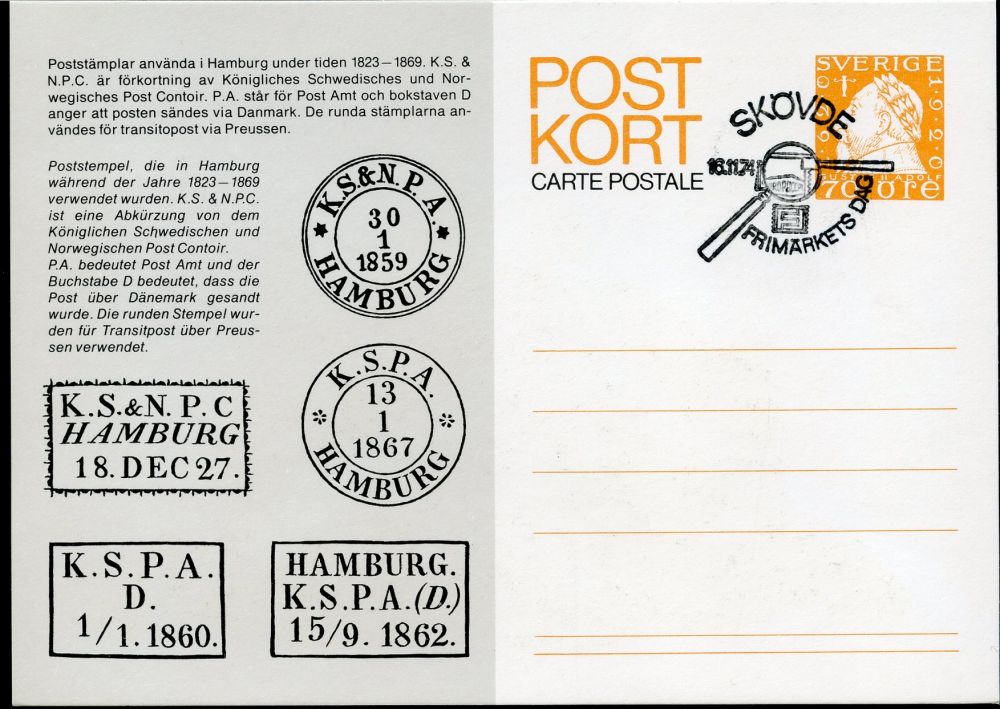 Poststämplar använda i Hamburg under tiden 1823–1869. K.S. &
N.P.C. är förkortning av Königliches Schwedisches und Nor-
wegisches Post Contoir. P.A. står för Post Amt och bokstaven D
anger att posten sändes via Danmark. De runda stämplarna an-
vändes för transitopost via Preussen.
Poststempel, die in Hamburg
während der Jahre 1823–1869
verwendet wurden. K.S. & N.P.C.
ist eine Abkürzung von dem
Königlichen Schwedischen und
Norwegischen Post Contoir.
P.A. bedeutet Post Amt und der
Buchstabe D bedeutet, dass die
Post über Dänemark gesandt
wurde. Die runden Stempel wur-
den für Transitpost über Preus-
sen verwendet.
K.S.&N.P.A.
30
1
1859
HAMBURG
K.S.P.A.
13
1
1867
HAMBURG
K.S.&N.P.C
HAMBURG
18.DEC 27.
K.S.P.A.
D.
1/1.1860.
HAMBURG.
K.S.P.A.(D.)
15/9. 1862.
POST
KORT
CARTE POSTALE
SVERIGE
1920
GUSTAF II ADOLF
70 öre
SKÖVDE
16.11.74
FRIMÄRKETS DAG